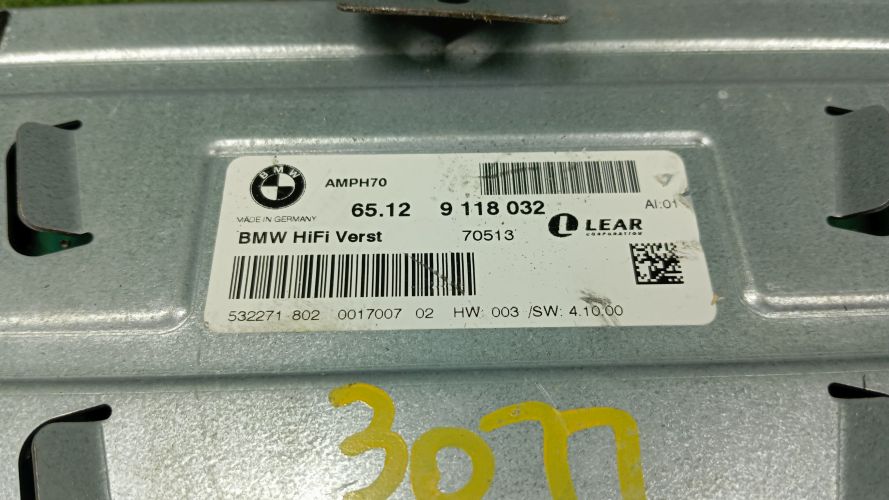 BMW
AMPH70
MADE IN GERMANY
65.12 9 118 032
AI:01
BMW HiFi Verst 70513
LEAR
CORPORATION
532271 802 0017007 02 HW: 003 /SW: 4.10.00
3077